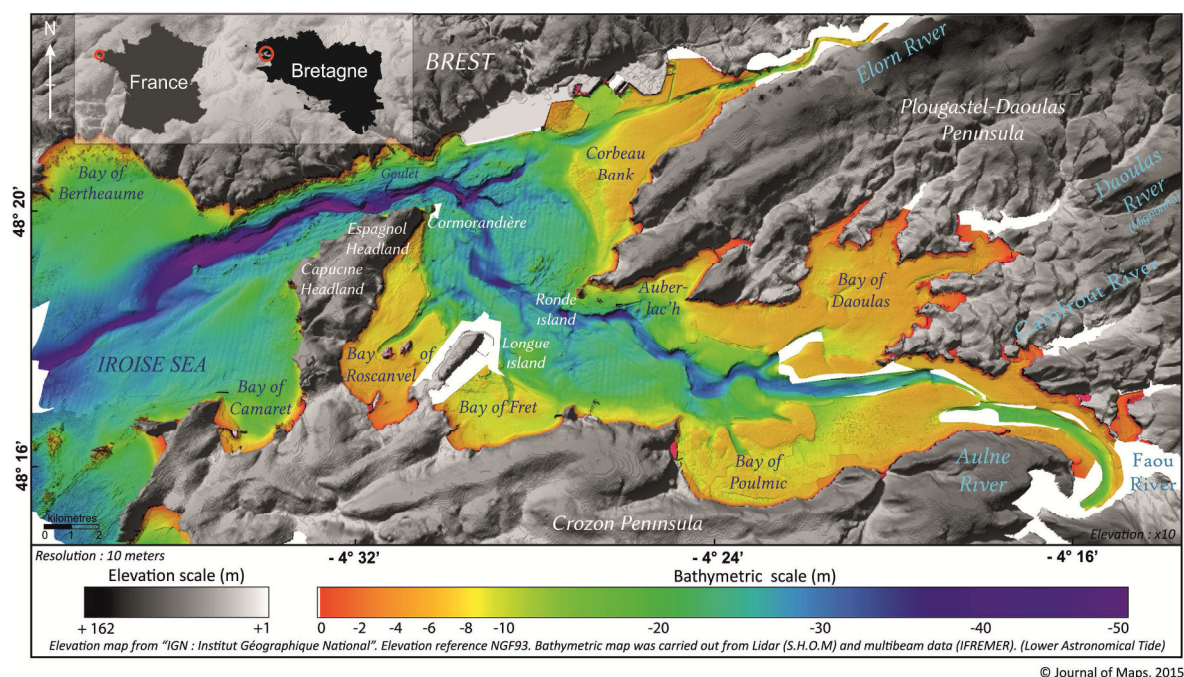 N
France
Bretagne
BREST
Elorn River
Plougastel-Daoulas
Peninsula
Daoulas
River
(Mignonne)
Bay of
Bertheaume
Goulet
Corbeau
Bank
48° 20'
Cormorandière
Espagnol
Headland
Capucine
Headland
Auber-
lac'h
Bay of
Daoulas
Camfrout River
Ronde
island
Longue
island
IROISE SEA
Bay of
Roscanvel
Bay of
Camaret
Bay of Fret
48° 16'
Bay of
Poulmic
Aulne
River
Faou
River
Crozon Peninsula
kilometres
0 1 2
Elevation : x10
Resolution : 10 meters
- 4° 32’
- 4° 24’
- 4° 16’
Elevation scale (m)
Bathymetric scale (m)
+ 162
+1
0 -2 -4 -6 -8 -10 -20 -30 -40 -50
Elevation map from “IGN : Institut Géographique National”. Elevation reference NGF93. Bathymetric map was carried out from Lidar (S.H.O.M) and multibeam data (IFREMER). (Lower Astronomical Tide)
© Journal of Maps, 2015